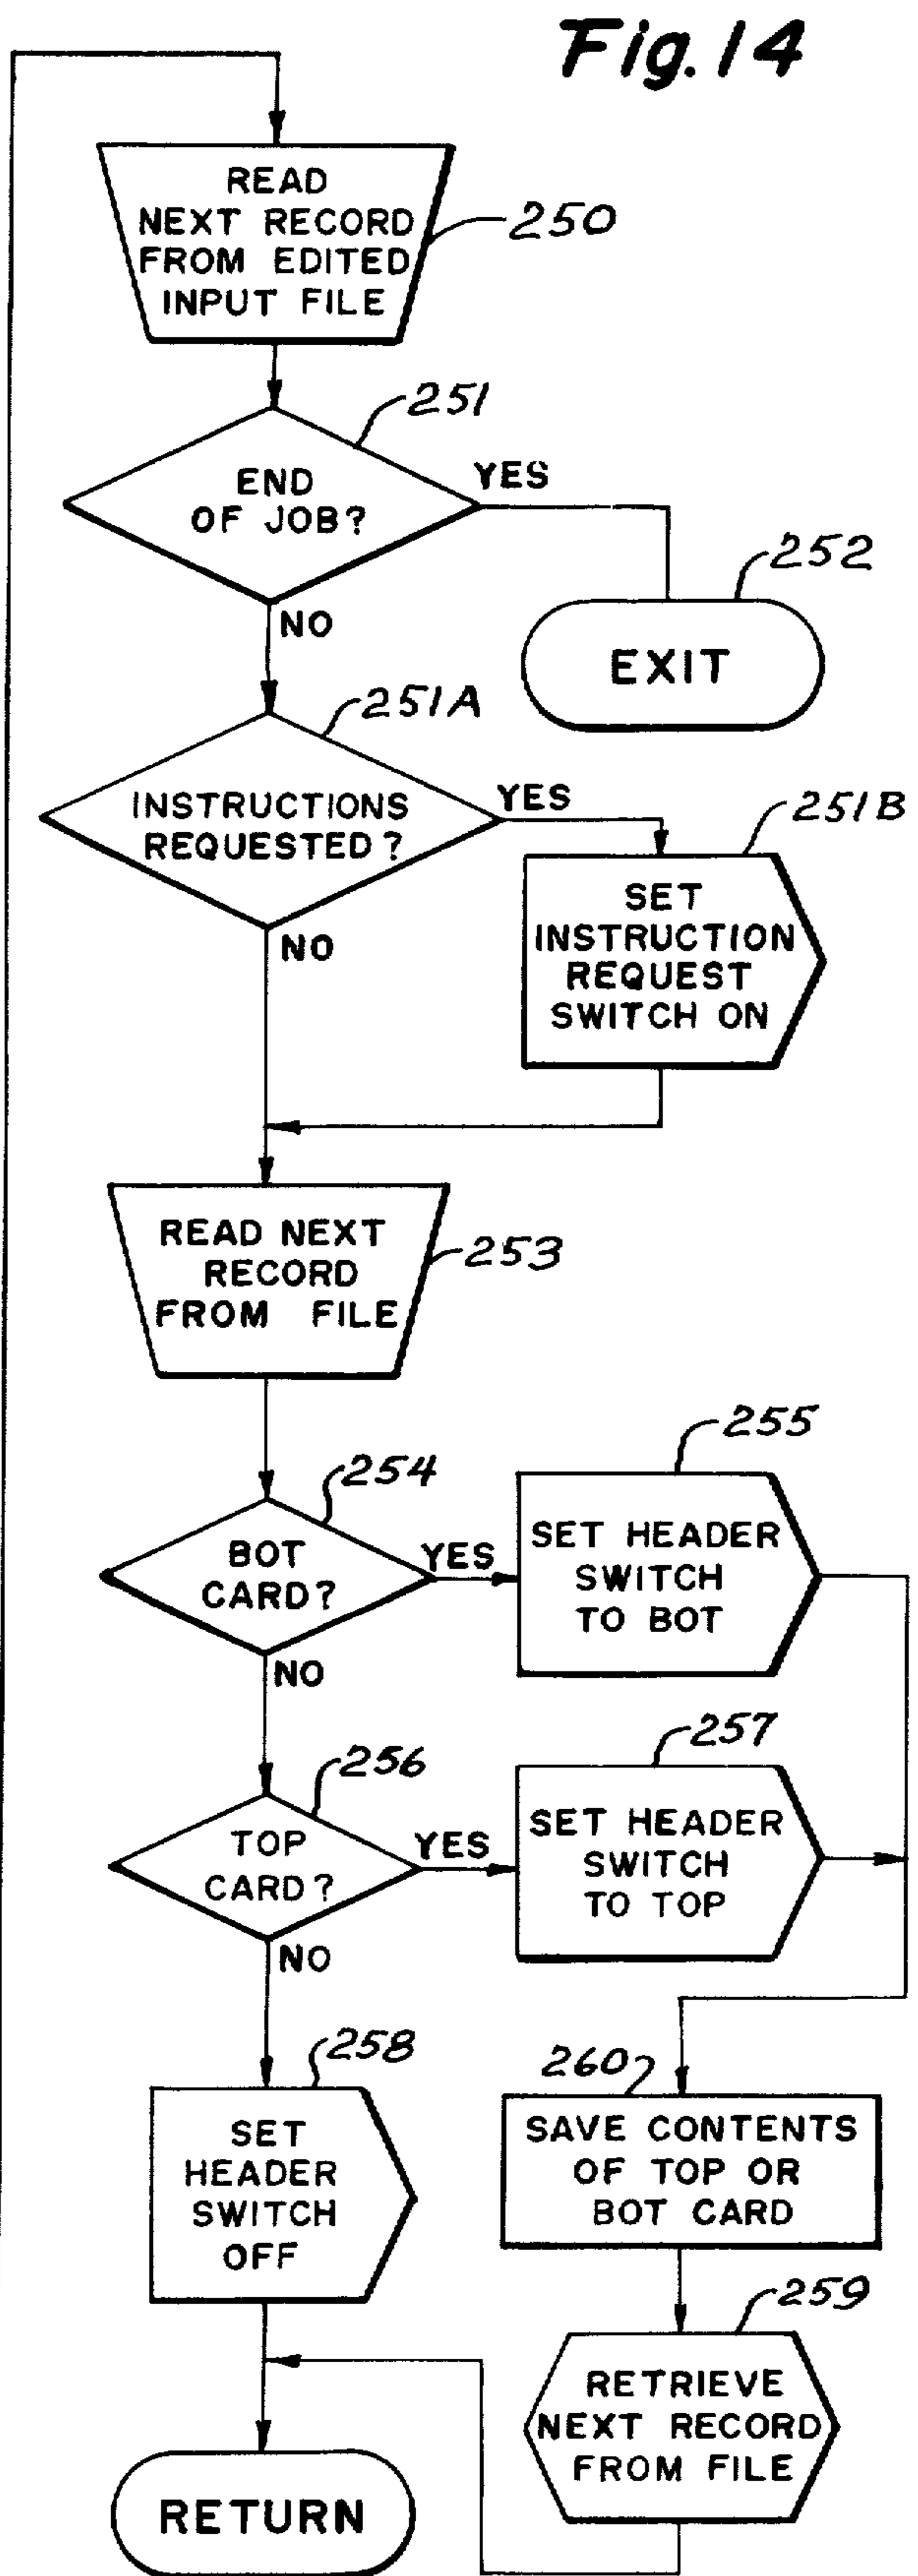 Fig. 14
READ
NEXT RECORD
FROM EDITED
INPUT FILE
250
251
END
OF JOB?
YES
NO
252
EXIT
251A
INSTRUCTIONS
REQUESTED?
YES
NO
251B
SET
INSTRUCTION
REQUEST
SWITCH ON
READ NEXT
RECORD
FROM FILE
253
254
BOT
CARD?
YES
NO
255
SET HEADER
SWITCH
TO BOT
256
TOP
CARD?
YES
NO
257
SET HEADER
SWITCH
TO TOP
258
SET
HEADER
SWITCH
OFF
260
SAVE CONTENTS
OF TOP OR
BOT CARD
259
RETRIEVE
NEXT RECORD
FROM FILE
RETURN